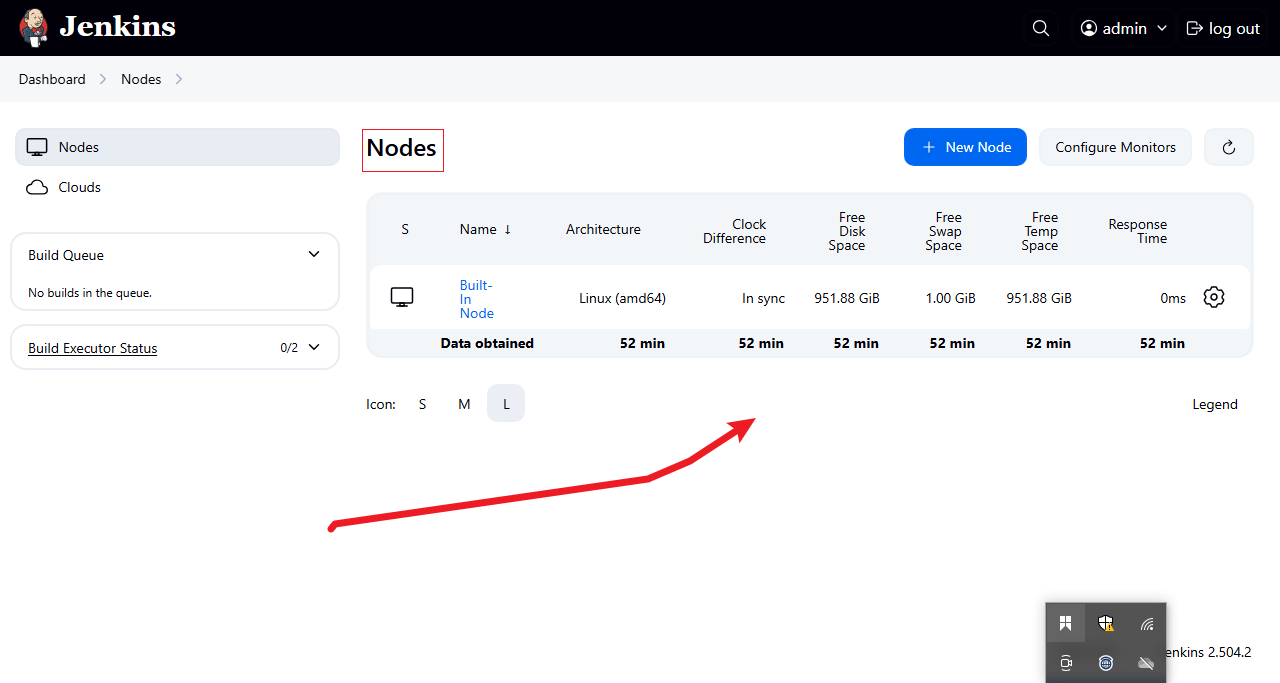 Jenkins
admin
log out
Dashboard
Nodes
Nodes
Clouds
Build Queue
No builds in the queue.
Build Executor Status
0/2
Nodes
New Node
Configure Monitors
S
Name ↓
Architecture
Clock
Difference
Free
Disk
Space
Free
Swap
Space
Free
Temp
Space
Response
Time
Built-
In
Node
Linux (amd64)
In sync
951.88 GiB
1.00 GiB
951.88 GiB
0ms
Data obtained
52 min
52 min
52 min
52 min
52 min
52 min
Icon:
S
M
L
Legend
enkins 2.504.2